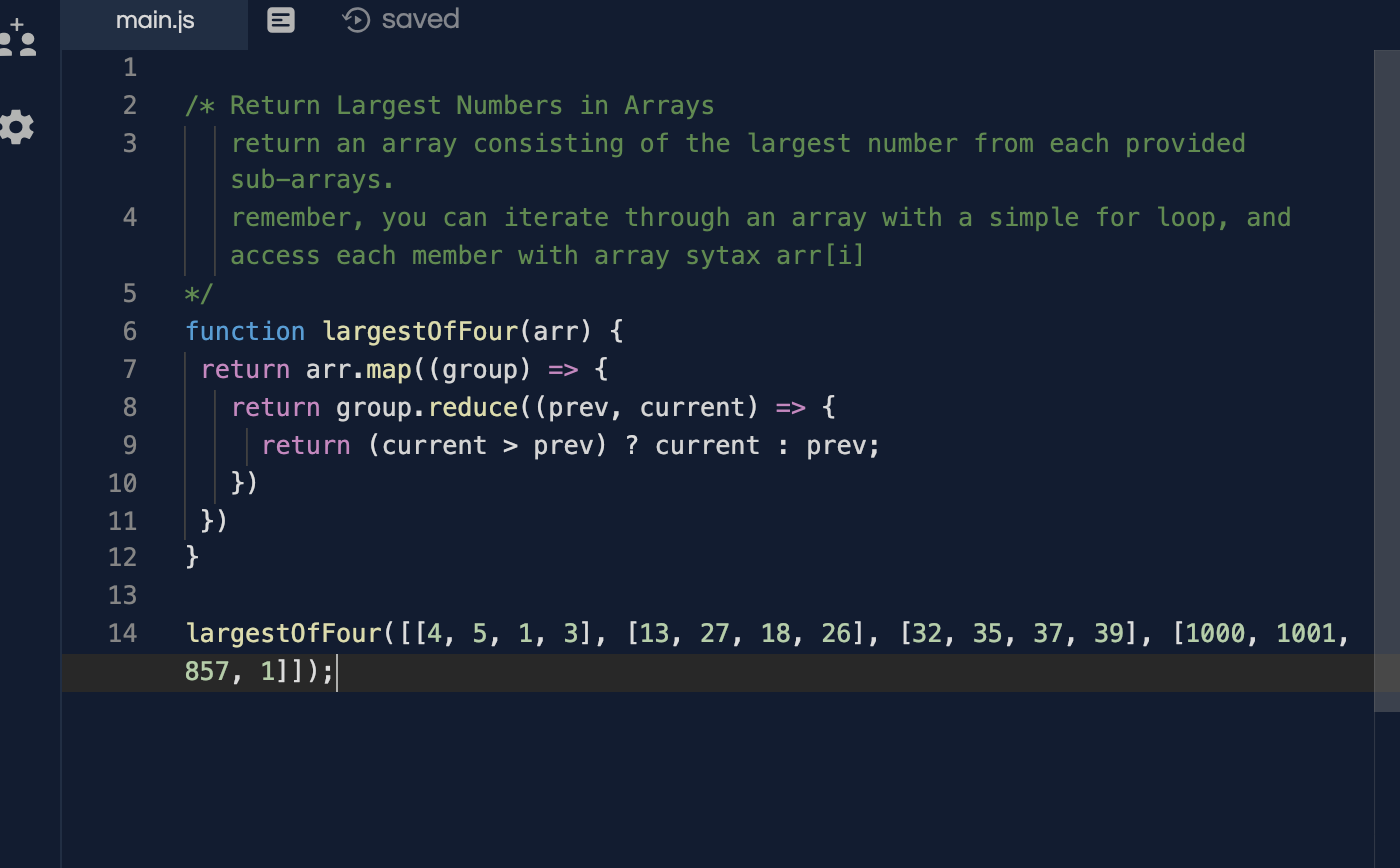 main.js saved
1
2 /* Return Largest Numbers in Arrays
3 return an array consisting of the largest number from each provided
sub-arrays.
4 remember, you can iterate through an array with a simple for loop, and
access each member with array sytax arr[i]
5 */
6 function largestOfFour(arr) {
7 return arr.map((group) => {
8 return group.reduce((prev, current) => {
9 return (current > prev) ? current : prev;
10 })
11 })
12 }
13
14 largestOfFour([[4, 5, 1, 3], [13, 27, 18, 26], [32, 35, 37, 39], [1000, 1001,
857, 1]]);